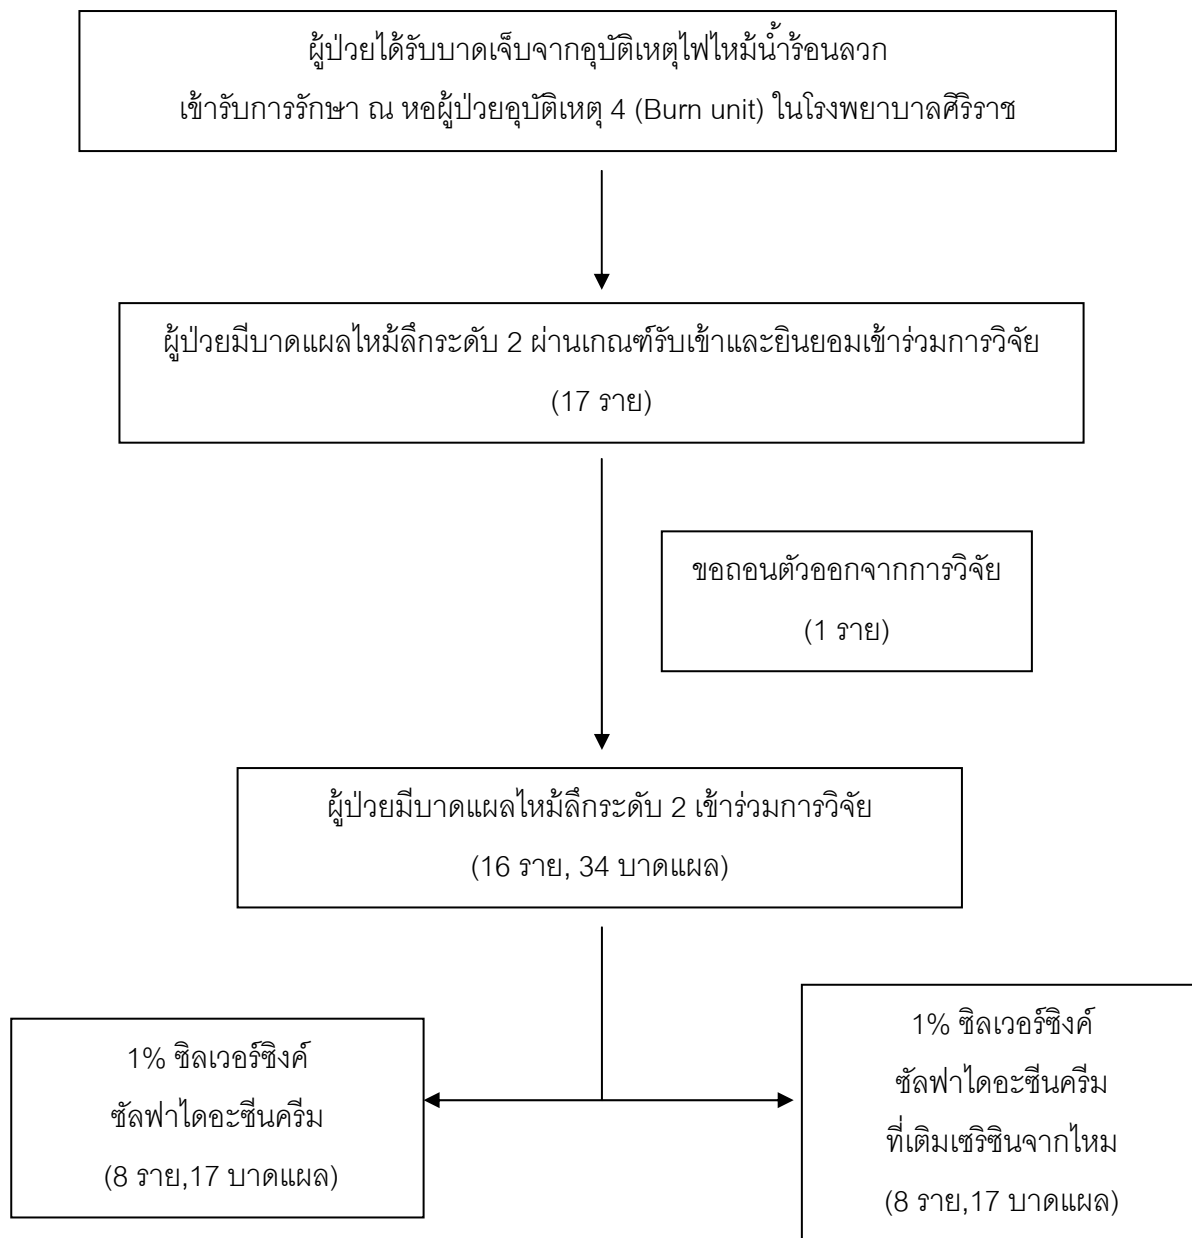 ผู้ป่วยได้รับบาดเจ็บจากอุบัติเหตุไฟไหม้น้ำร้อนลวก
เข้ารับการรักษา ณ หอผู้ป่วยอุบัติเหตุ 4 (Burn unit) ในโรงพยาบาลศิริราช
ผู้ป่วยมีบาดแผลไหม้ลึกระดับ 2 ผ่านเกณฑ์รับเข้าและยินยอมเข้าร่วมการวิจัย
(17 ราย)
ขอถอนตัวออกจากการวิจัย
(1 ราย)
ผู้ป่วยมีบาดแผลไหม้ลึกระดับ 2 เข้าร่วมการวิจัย
(16 ราย, 34 บาดแผล)
1% ซิลเวอร์ซิงค์
ซัลฟาไดอะซีนครีม
(8 ราย,17 บาดแผล)
1% ซิลเวอร์ซิงค์
ซัลฟาไดอะซีนครีม
ที่เติมเซริซินจากไหม
(8 ราย,17 บาดแผล)